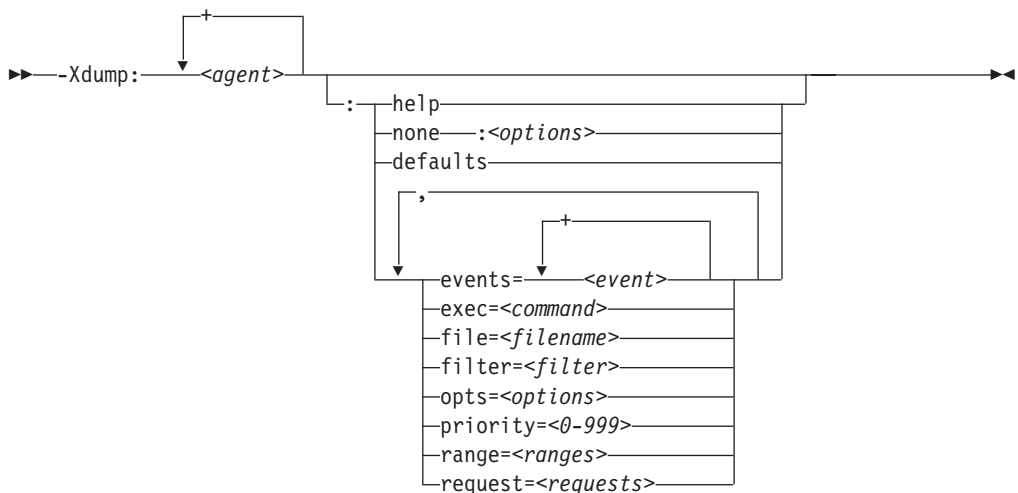 +
-Xdump: <agent>
: help
none :<options>
defaults
,
+
events= <event>
exec=<command>
file=<filename>
filter=<filter>
opts=<options>
priority=<0-999>
range=<ranges>
request=<requests>